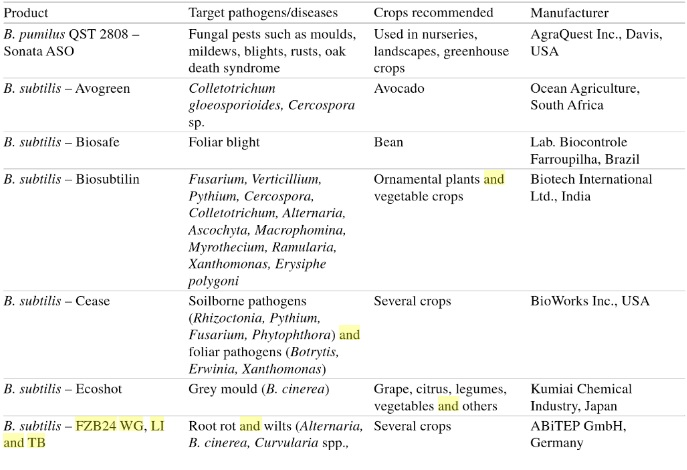 Product Target pathogens/diseases Crops recommended Manufacturer
B. pumilus QST 2808 – Fungal pests such as moulds, Used in nurseries, AgraQuest Inc., Davis,
Sonata ASO mildews, blights, rusts, oak landscapes, greenhouse USA
death syndrome crops
B. subtilis – Avogreen Colletotrichum Avocado Ocean Agriculture,
gloeosporioides, Cercospora South Africa
sp.
B. subtilis – Biosafe Foliar blight Bean Lab. Biocontrole
Farroupilha, Brazil
B. subtilis – Biosubtilin Fusarium, Verticillium, Ornamental plants and Biotech International
Pythium, Cercospora, vegetable crops Ltd., India
Colletotrichum, Alternaria,
Ascochyta, Macrophomina,
Myrothecium, Ramularia,
Xanthomonas, Erysiphe
polygoni
B. subtilis – Cease Soilborne pathogens Several crops BioWorks Inc., USA
(Rhizoctonia, Pythium,
Fusarium, Phytophthora) and
foliar pathogens (Botrytis,
Erwinia, Xanthomonas)
B. subtilis – Ecoshot Grey mould (B. cinerea) Grape, citrus, legumes, Kumiai Chemical
vegetables and others Industry, Japan
B. subtilis – FZB24 WG, LI Root rot and wilts (Alternaria, Several crops ABiTEP GmbH,
and TB B. cinerea, Curvularia spp., Germany